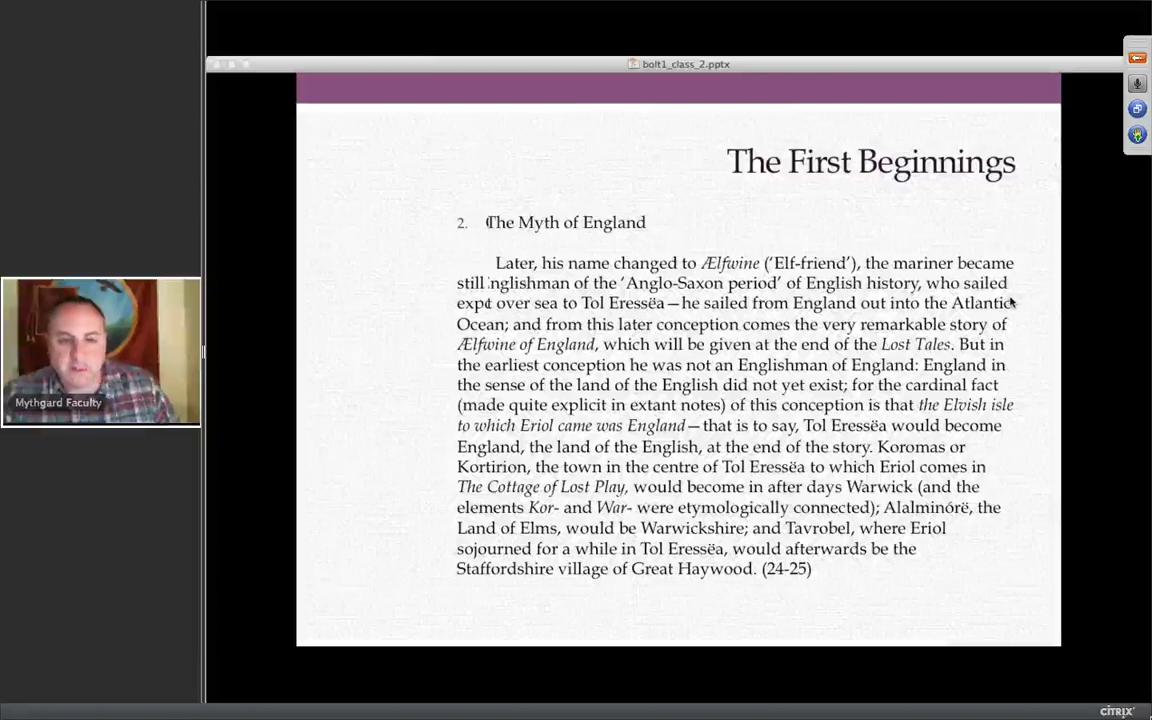 bolt1_class_2.pptx
The First Beginnings
2. The Myth of England
Later, his name changed to Ælfwine ('Elf-friend'), the mariner became
still nglishman of the 'Anglo-Saxon period' of English history, who sailed
over sea to Tol Eressëa—he sailed from England out into the Atlantic
Ocean; and from this later conception comes the very remarkable story of
Ælfwine of England, which will be given at the end of the Lost Tales. But in
the earliest conception he was not an Englishman of England: England in
the sense of the land of the English did not yet exist; for the cardinal fact
(made quite explicit in extant notes) of this conception is that the Elvish isle
to which Eriol came was England—that is to say, Tol Eressëa would become
England, the land of the English, at the end of the story. Koromas or
Kortirion, the town in the centre of Tol Eressëa to which Eriol comes in
The Cottage of Lost Play, would become in after days Warwick (and the
elements Kor- and War- were etymologically connected); Alalminórë, the
Land of Elms, would be Warwickshire; and Tavrobel, where Eriol
sojourned for a while in Tol Eressëa, would afterwards be the
Staffordshire village of Great Haywood. (24-25)
Mythgard Faculty
CITRIX